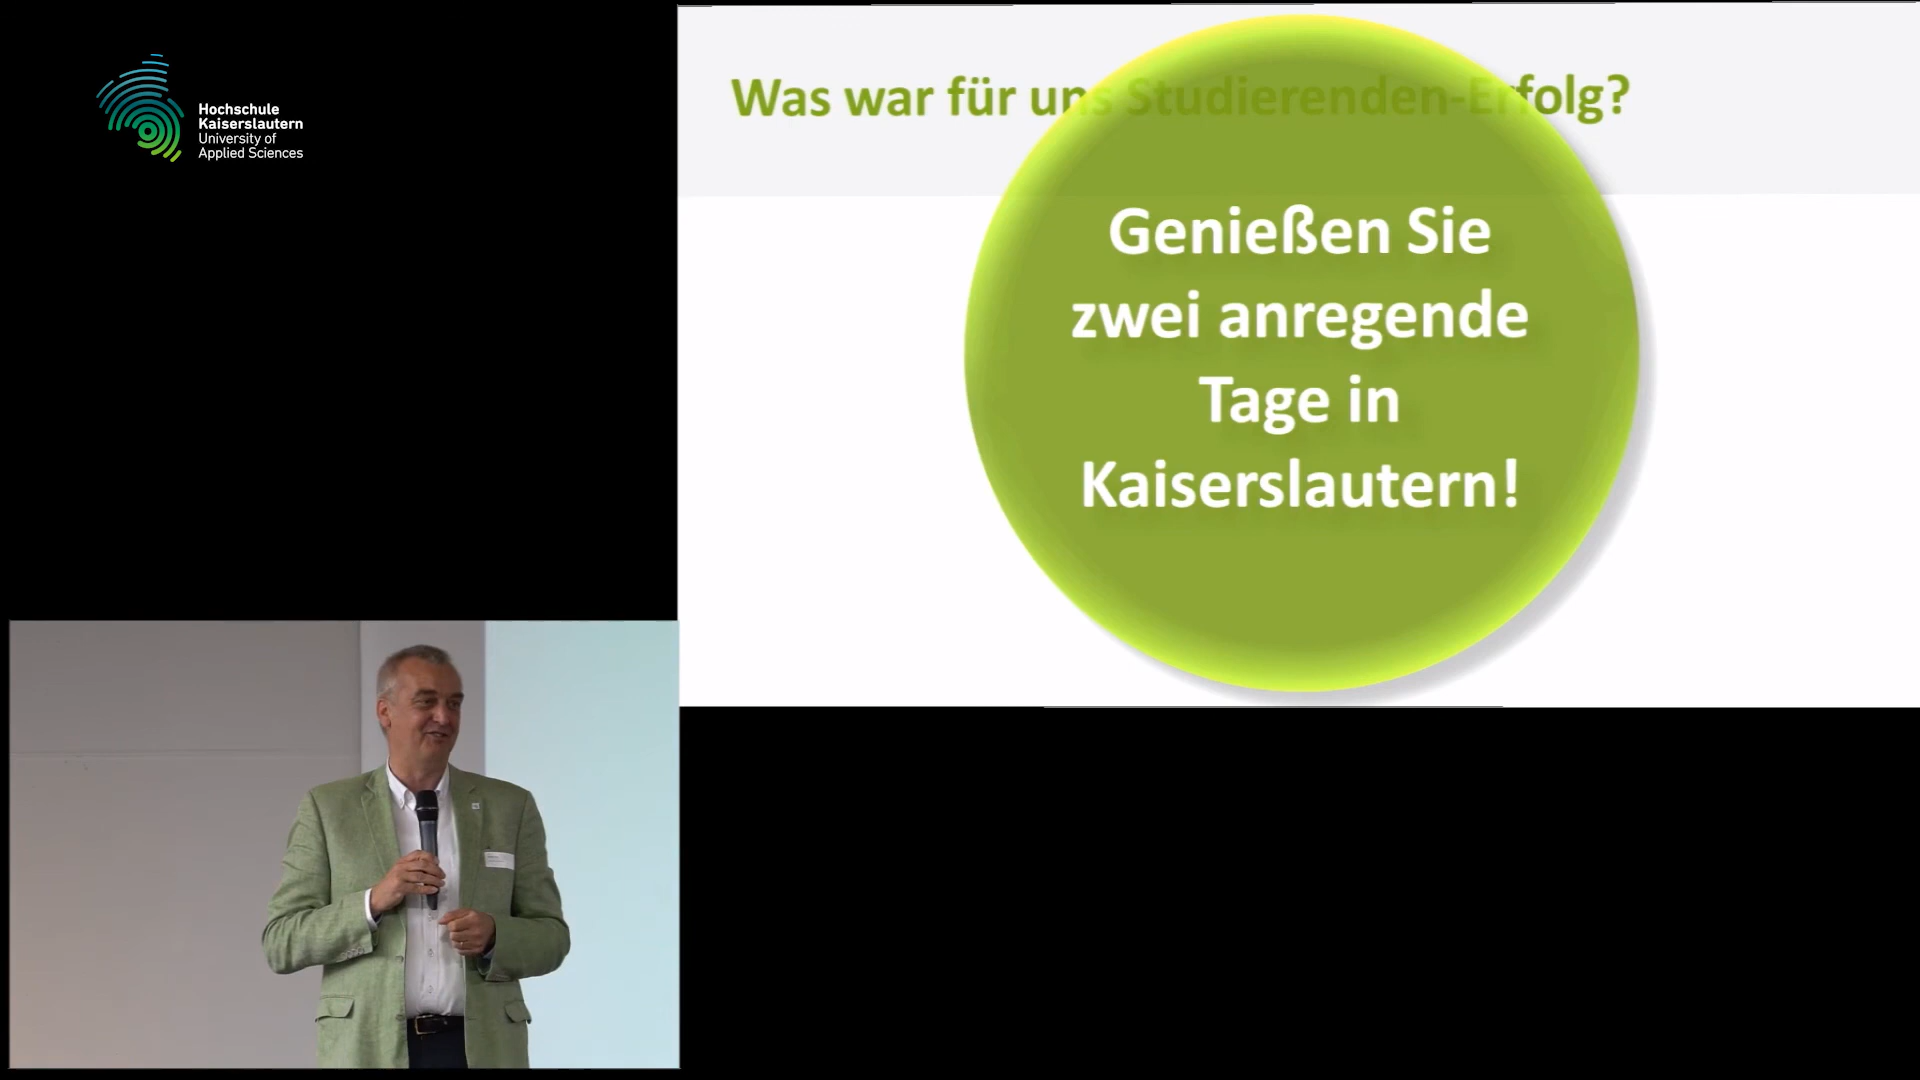 Hochschule
Kaiserslautern
University of
Applied Sciences
Was war für uns Studierenden-Erfolg?
Genießen Sie
zwei anregende
Tage in
Kaiserslautern!